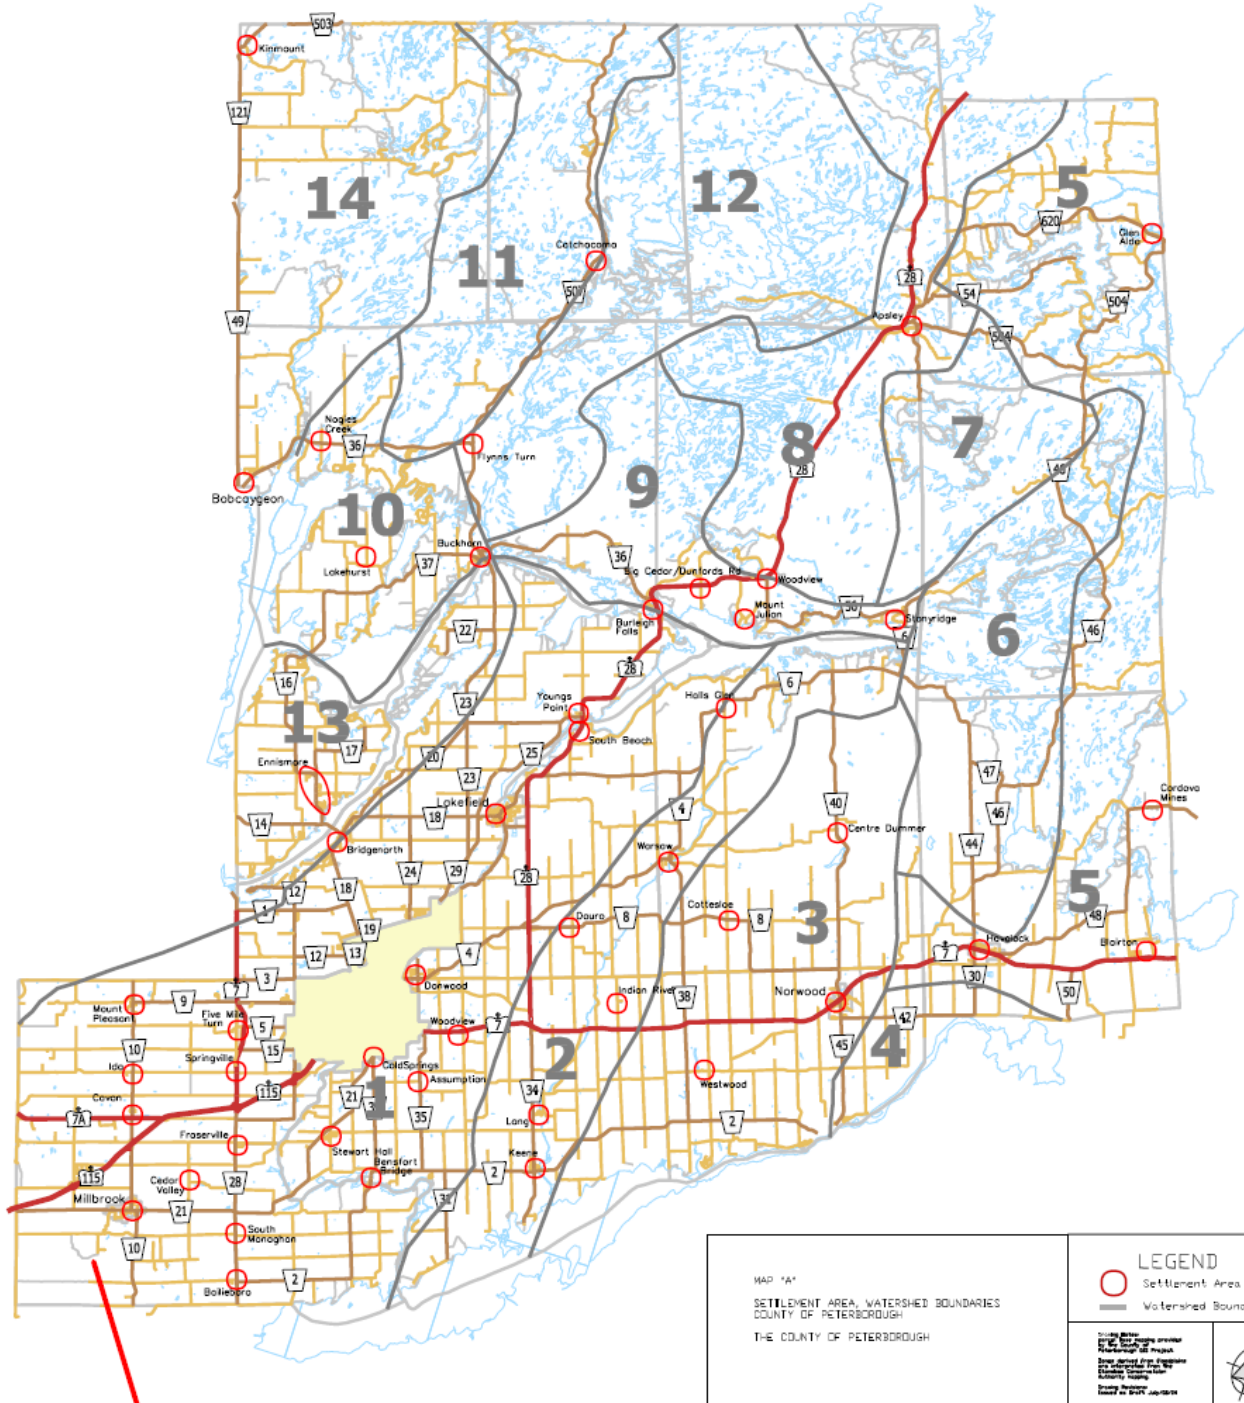 503
Kinmount
121
14
12
5
620
Glen
Alda
Catchacoma
11
28
507
54
504
49
Apsley
504
Nogies
Creek
36
Flynns Turn
8
28
7
48
Bobcaygeon
9
10
Buckhorn
36
Lakehurst
37
Big Cedar/Dunfords Rd
Woodview
Mount
Julian
56
Stonyridge
Burleigh
Falls
6
6
22
46
28
16
6
Halls Glen
23
Youngs
Point
13
South Beach
17
20
25
Ennismore
23
47
Cordova
Mines
Lakefield
18
4
40
46
14
Centre Dummer
Bridgenorth
44
Warsaw
24
29
28
12
18
5
1
Cottesloe
48
Douro
8
8
3
19
Havelock
Blairton
12
13
4
7
3
7
30
Donwood
9
Indian River
38
Norwood
50
Mount
Pleasant
Five Mile
Turn
5
Woodview
7
42
10
15
2
45
4
Springville
Ida
ColdSprings
115
Assumption
Westwood
21
1
34
Cavan
7A
35
Lang
2
Fraserville
Stewart Hall
Keene
Bensfort
Bridge
115
Cedar
Valley
28
2
Millbrook
21
31
South
Monaghan
10
2
Bailieboro
MAP "A"
SETTLEMENT AREA, WATERSHED BOUNDARIES
COUNTY OF PETERBOROUGH
THE COUNTY OF PETERBOROUGH
LEGEND
Settlement Area
Watershed Bound